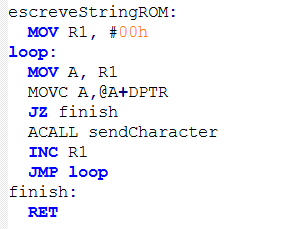 escreveStringROM:
MOV R1, #00h
loop:
MOV A, R1
MOVC A,@A+DPTR
JZ finish
ACALL sendCharacter
INC R1
JMP loop
finish:
RET